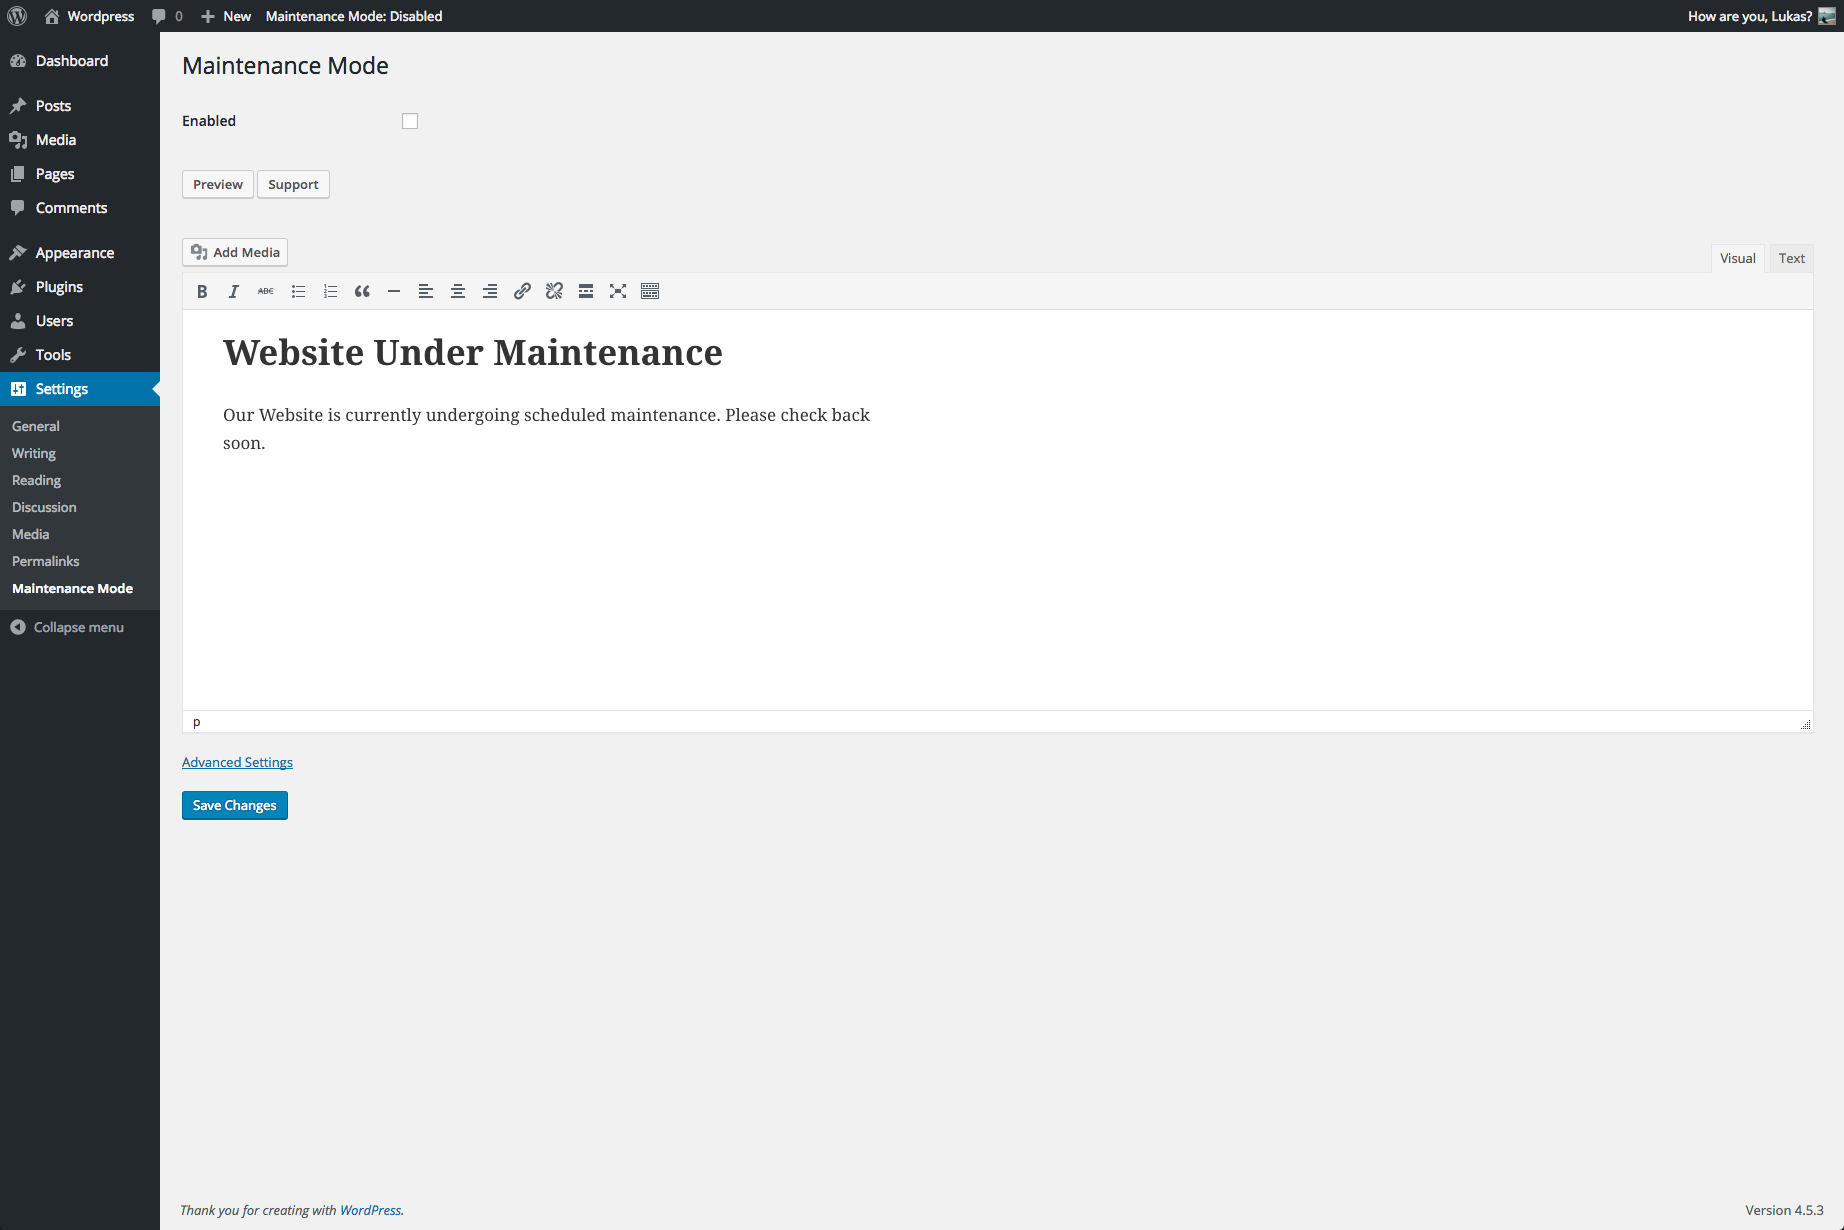 Wordpress 0 New Maintenance Mode: Disabled How are you, Lukas?
Dashboard
Posts
Media
Pages
Comments
Appearance
Plugins
Users
Tools
Settings
General
Writing
Reading
Discussion
Media
Permalinks
Maintenance Mode
Collapse menu
Maintenance Mode
Enabled
Preview Support
Add Media Visual Text
B I ABC
Website Under Maintenance
Our Website is currently undergoing scheduled maintenance. Please check back
soon.
p
Advanced Settings
Save Changes
Thank you for creating with WordPress. Version 4.5.3